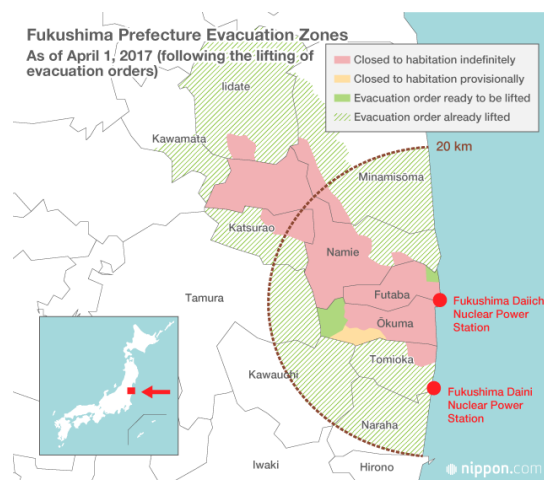 Fukushima Prefecture Evacuation Zones
As of April 1, 2017 (following the lifting of
evacuation orders)
Closed to habitation indefinitely
Closed to habitation provisionally
Evacuation order ready to be lifted
Evacuation order already lifted
Iidate
Kawamata
20 km
Minamisōma
Katsurao
Namie
Tamura
Futaba
Fukushima Daiich
Nuclear Power
Station
Ōkuma
Tomioka
Kawauchi
Fukushima Daini
Nuclear Power
Station
Naraha
Iwaki
Hirono
nippon.com